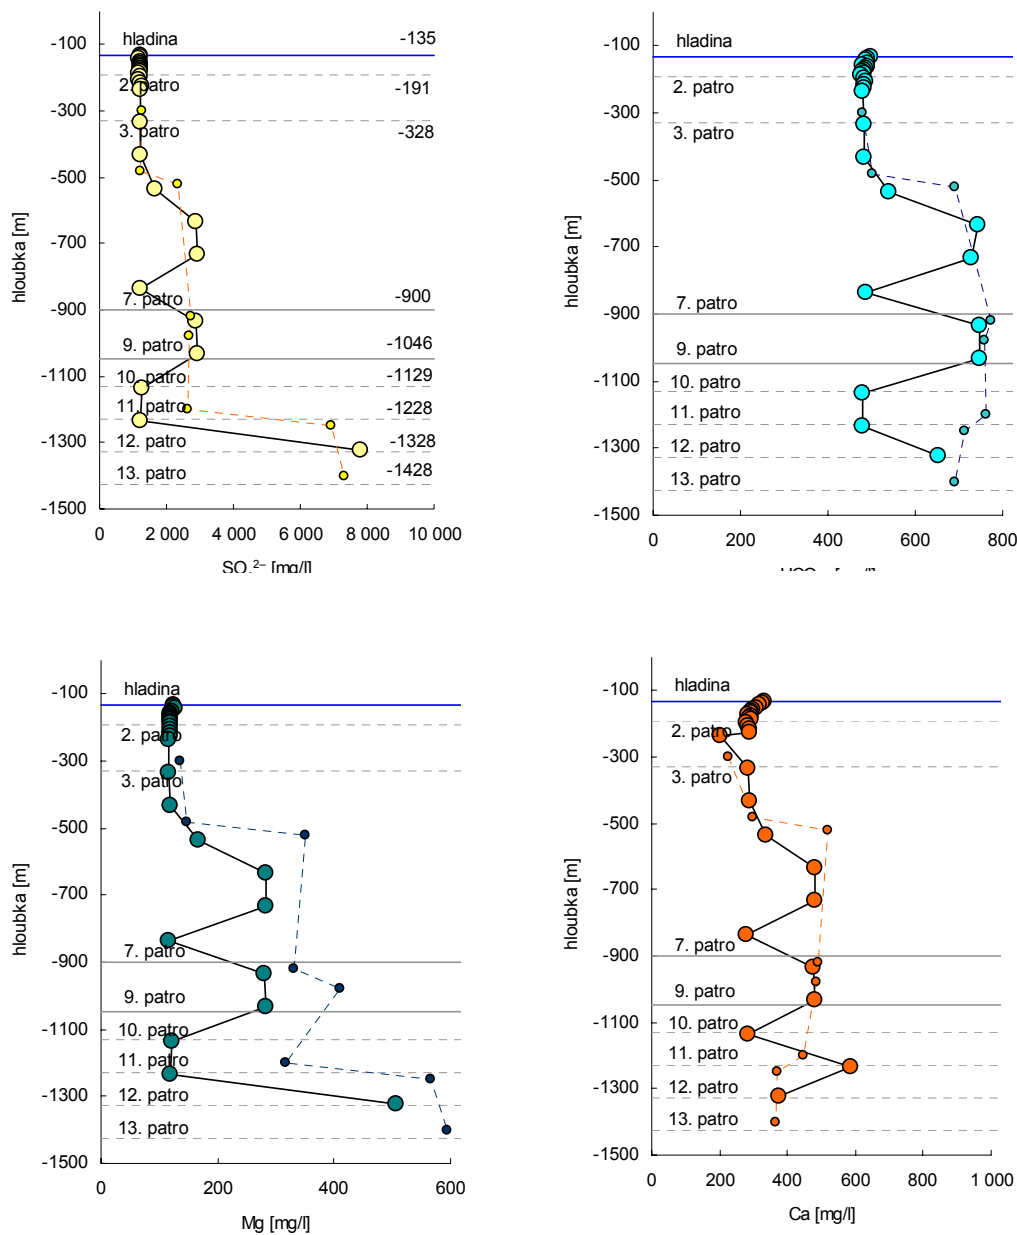 -100
-300
-500
-700
-900
-1100
-1300
-1500
hloubka [m]
hladina
-135
2. patro
-191
3. patro
-328
7. patro
-900
9. patro
-1046
10. patro
-1129
11. patro
-1228
12. patro
-1328
13. patro
-1428
0 2 000 4 000 6 000 8 000 10 000
SO₄²⁻ [mg/l]
-100
-300
-500
-700
-900
-1100
-1300
-1500
hloubka [m]
hladina
2. patro
3. patro
7. patro
9. patro
10. patro
11. patro
12. patro
13. patro
0 200 400 600 800
-100
-300
-500
-700
-900
-1100
-1300
-1500
hloubka [m]
hladina
2. patro
3. patro
7. patro
9. patro
10. patro
11. patro
12. patro
13. patro
0 200 400 600
Mg [mg/l]
-100
-300
-500
-700
-900
-1100
-1300
-1500
hloubka [m]
hladina
2. patro
3. patro
7. patro
9. patro
10. patro
11. patro
12. patro
13. patro
0 200 400 600 800 1 000
Ca [mg/l]